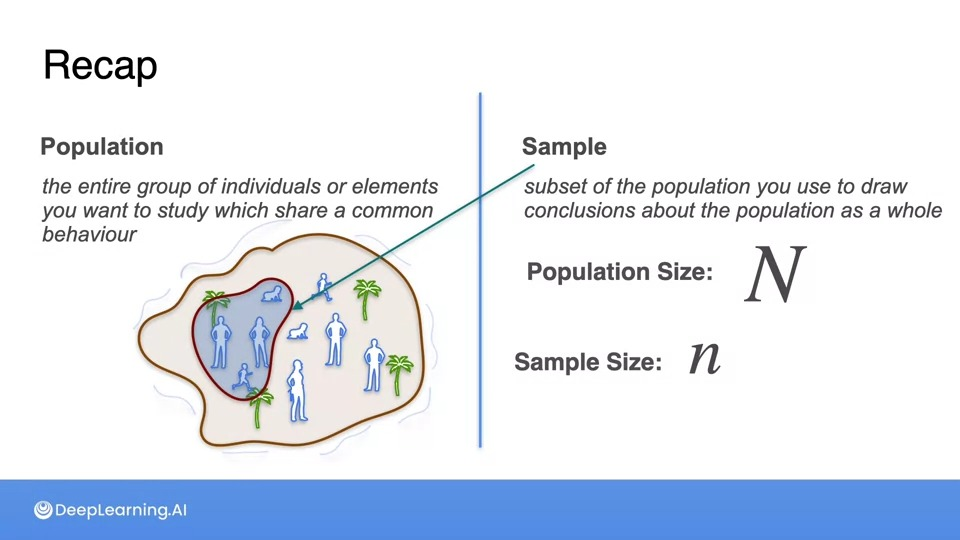 Recap
Population
the entire group of individuals or elements
you want to study which share a common
behaviour
Sample
subset of the population you use to draw
conclusions about the population as a whole
Population Size: N
Sample Size: n
DeepLearning.AI